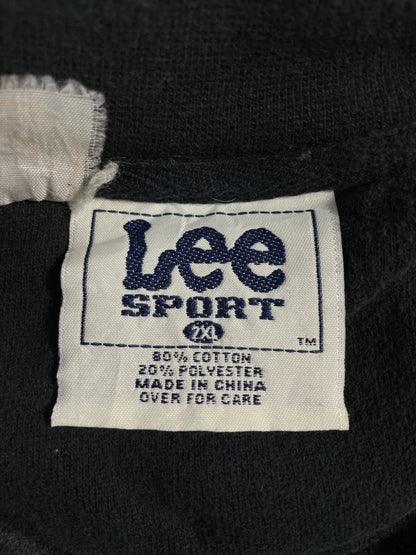 Lee
SPORT
2XL
TM
80% COTTON
20% POLYESTER
MADE IN CHINA
OVER FOR CARE